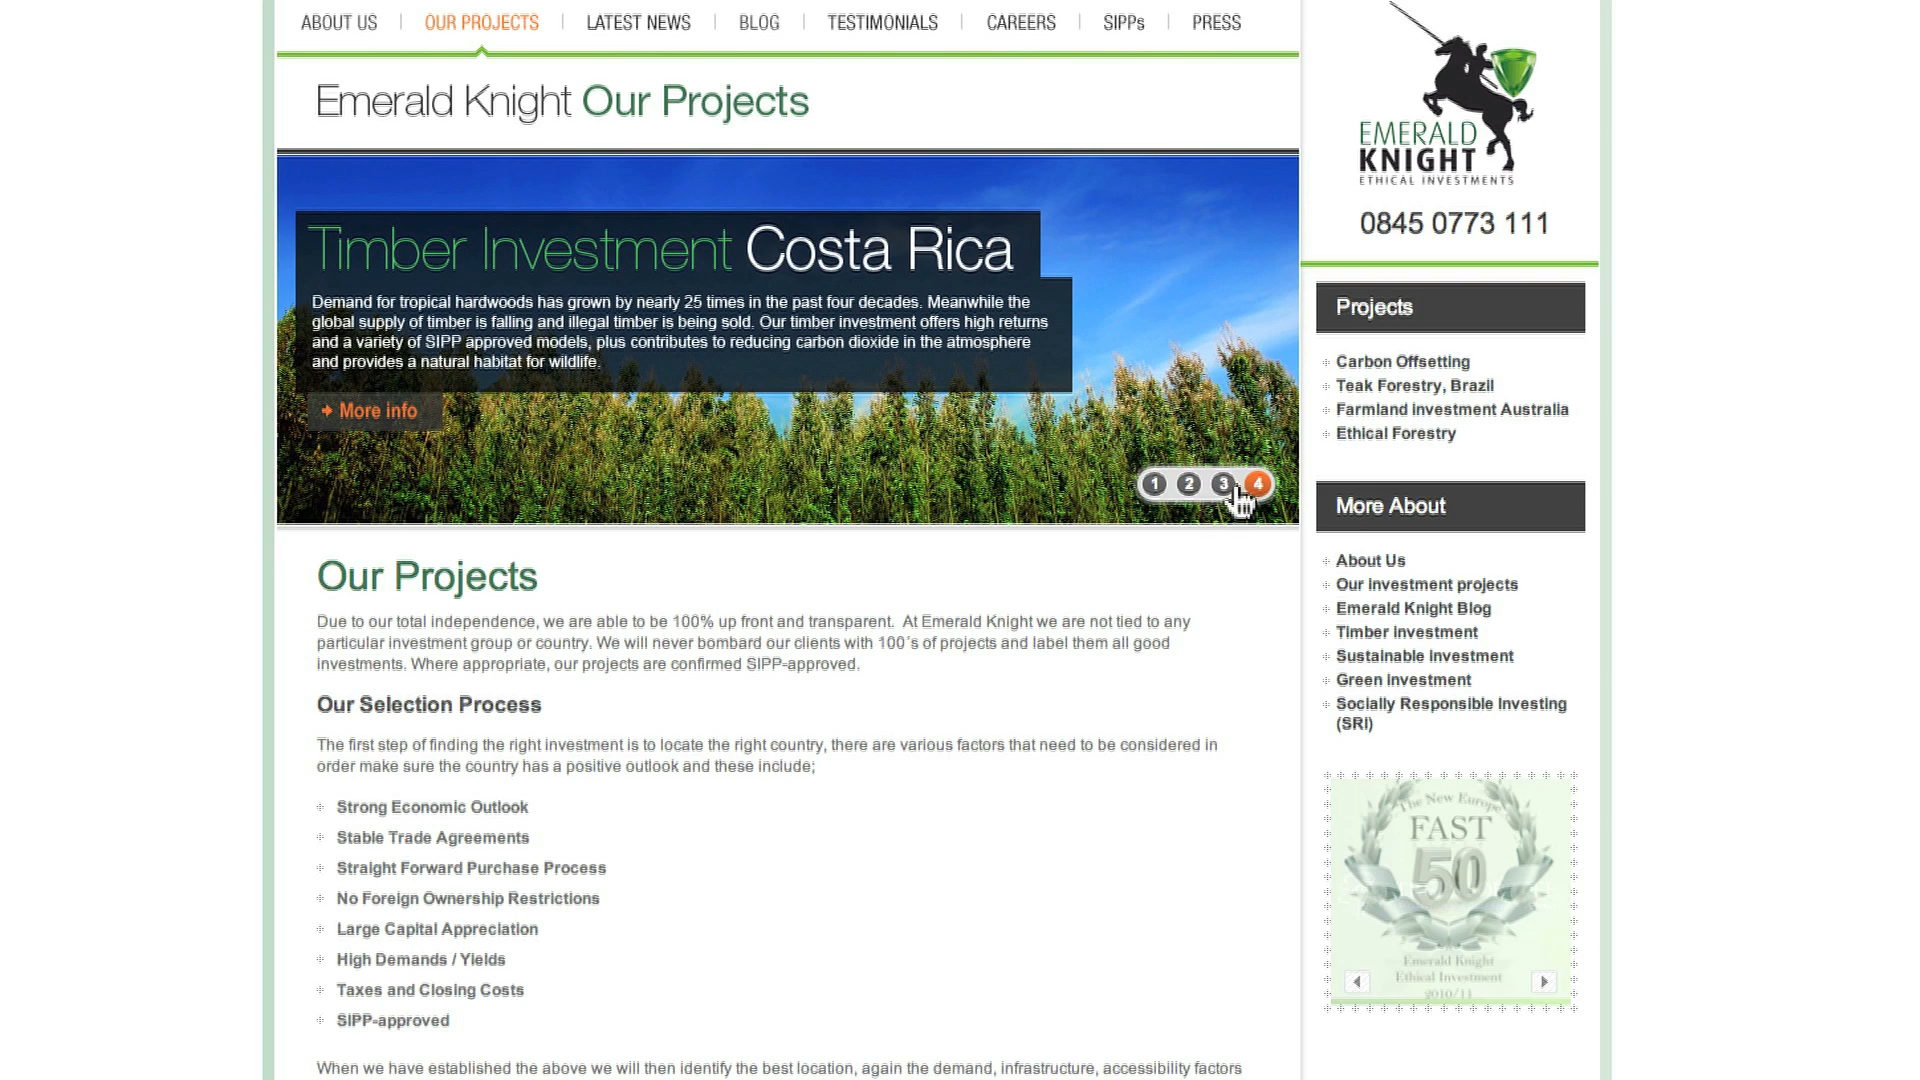 ABOUT US | OUR PROJECTS | LATEST NEWS | BLOG | TESTIMONIALS | CAREERS | SIPPs | PRESS
Emerald Knight Our Projects
Timber Investment Costa Rica
Demand for tropical hardwoods has grown by nearly 25 times in the past four decades. Meanwhile the
global supply of timber is falling and illegal timber is being sold. Our timber investment offers high returns
and a variety of SIPP approved models, plus contributes to reducing carbon dioxide in the atmosphere
and provides a natural habitat for wildlife.
More info
1 2 3 4
Our Projects
Due to our total independence, we are able to be 100% up front and transparent. At Emerald Knight we are not tied to any
particular investment group or country. We will never bombard our clients with 100´s of projects and label them all good
investments. Where appropriate, our projects are confirmed SIPP-approved.
Our Selection Process
The first step of finding the right investment is to locate the right country, there are various factors that need to be considered in
order make sure the country has a positive outlook and these include;
Strong Economic Outlook
Stable Trade Agreements
Straight Forward Purchase Process
No Foreign Ownership Restrictions
Large Capital Appreciation
High Demands / Yields
Taxes and Closing Costs
SIPP-approved
When we have established the above we will then identify the best location, again the demand, infrastructure, accessibility factors
EMERALD
KNIGHT
ETHICAL INVESTMENTS
0845 0773 111
Projects
Carbon Offsetting
Teak Forestry, Brazil
Farmland investment Australia
Ethical Forestry
More About
About Us
Our investment projects
Emerald Knight Blog
Timber investment
Sustainable investment
Green investment
Socially Responsible Investing
(SRi)
The New Europe
FAST
50
Emerald Knight
Ethical Investment
2010/11